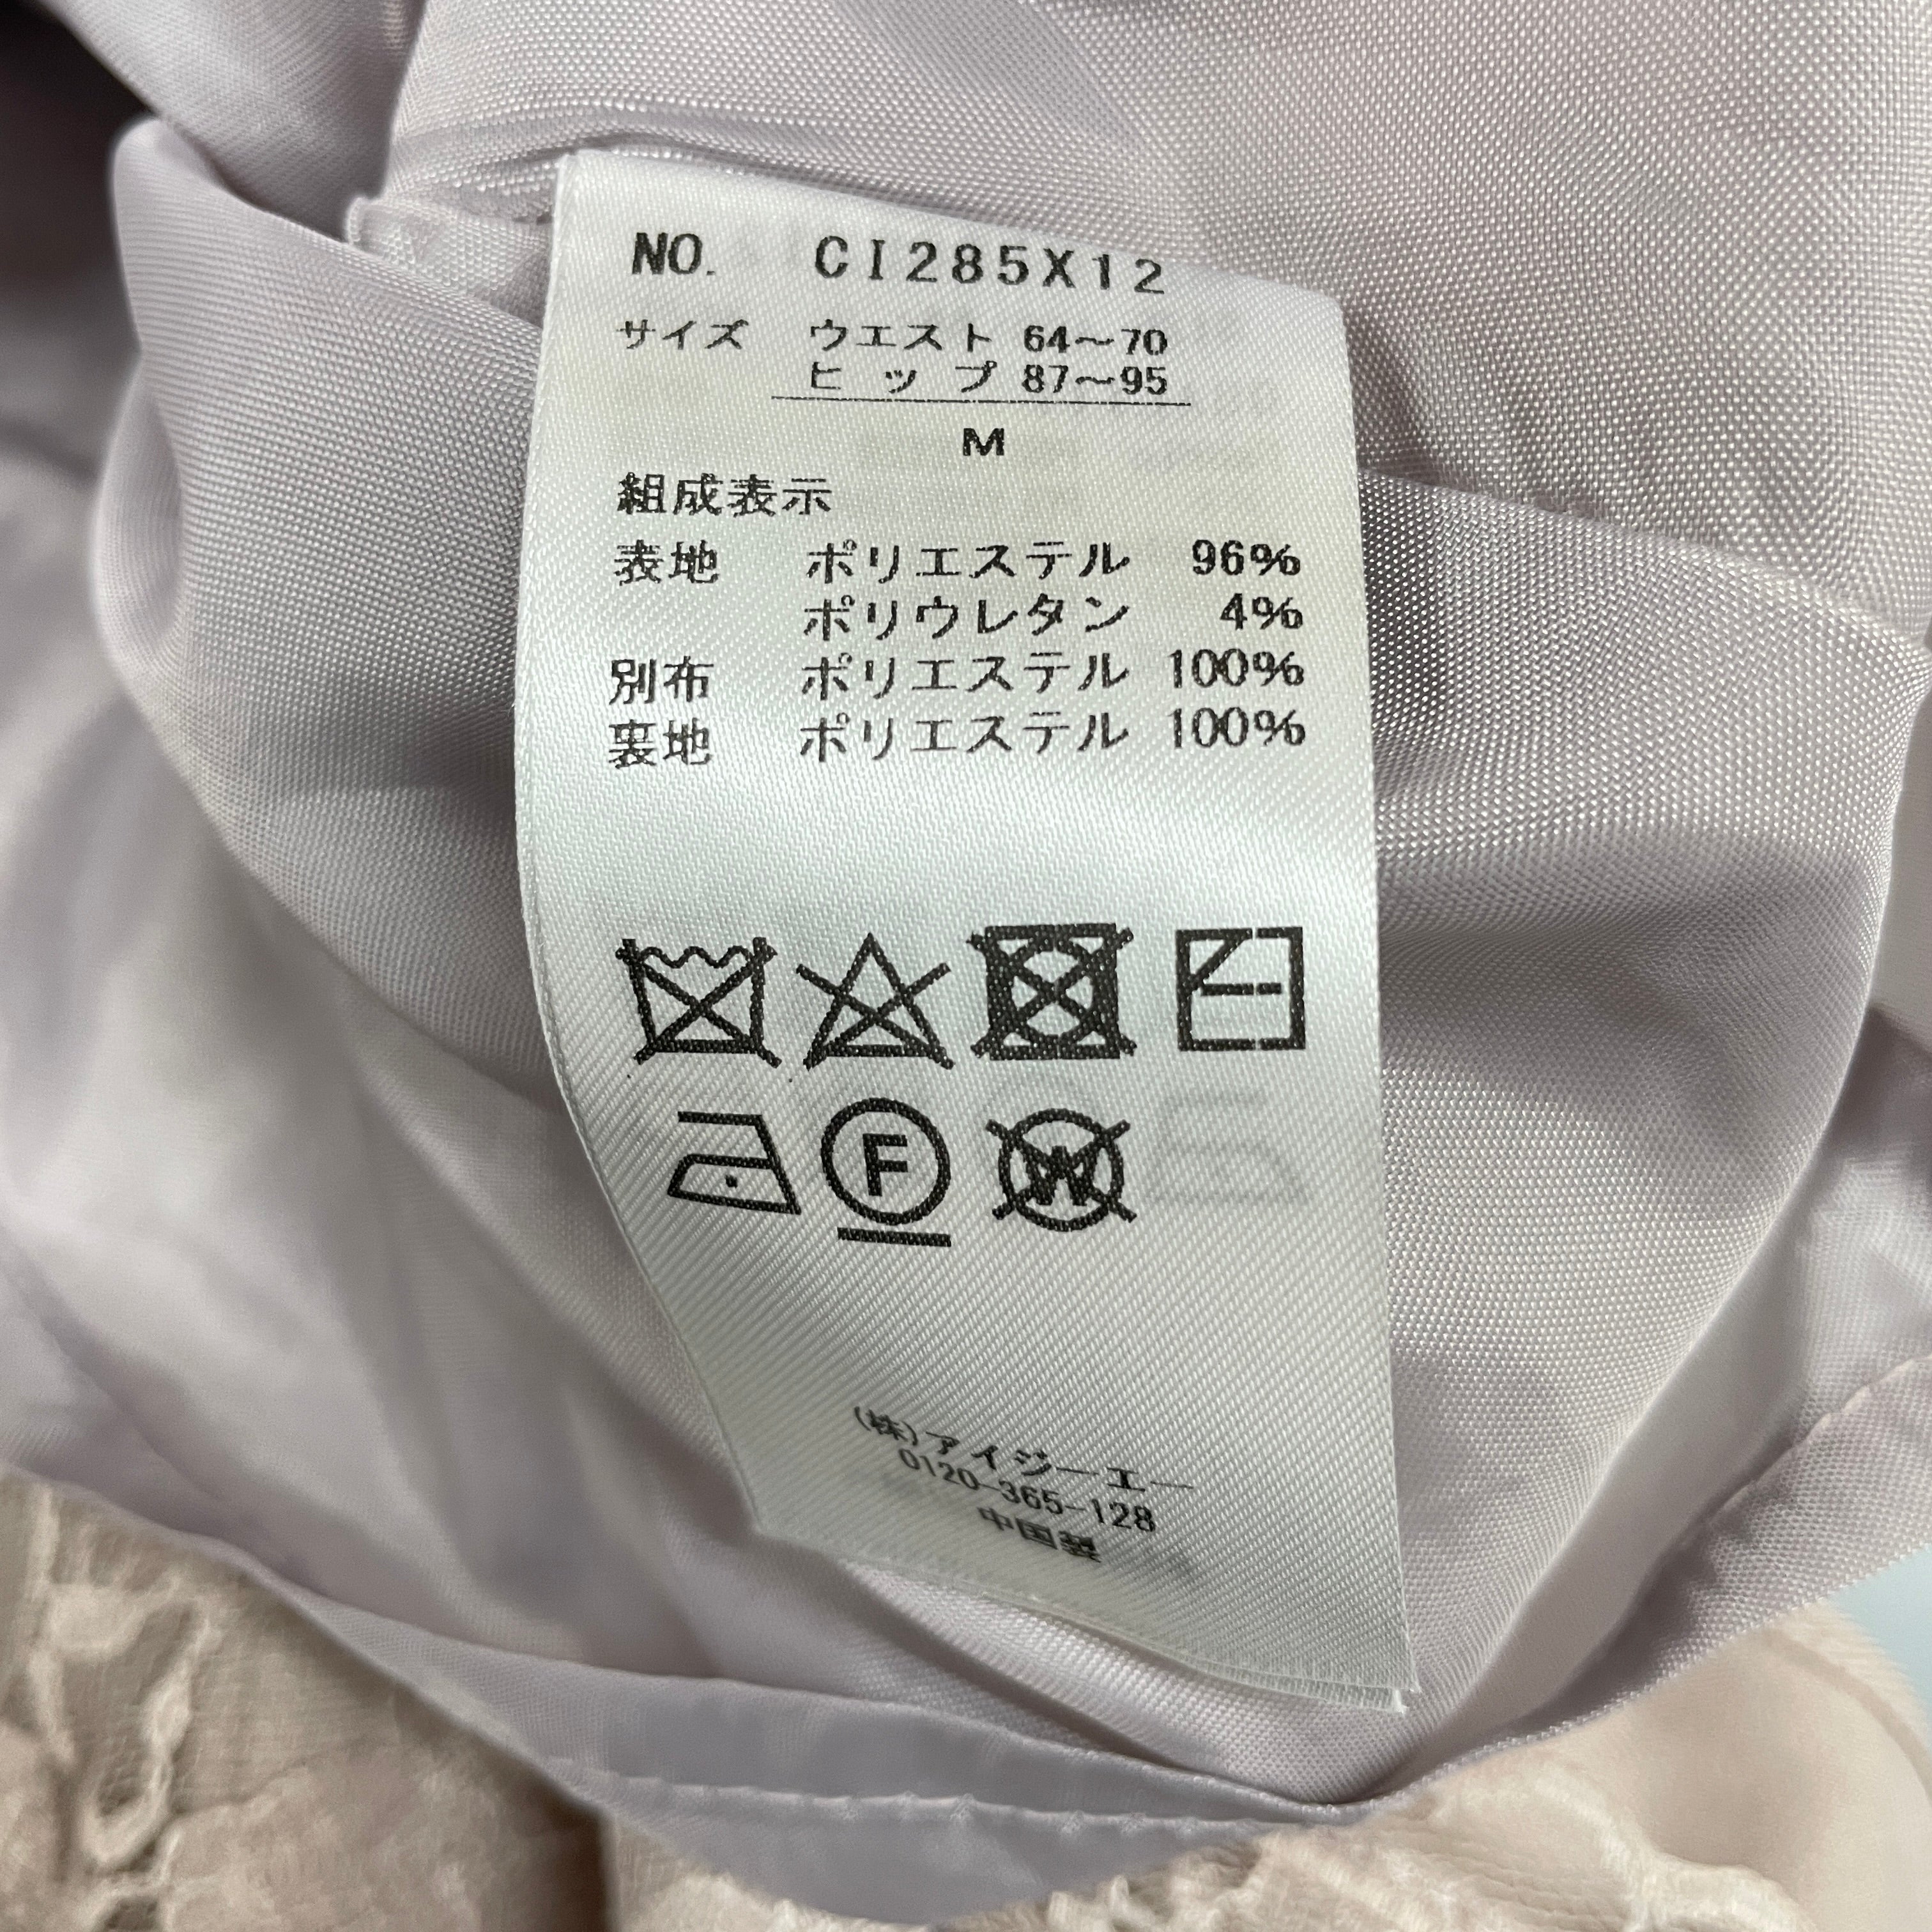 NO. CI285X12
サイズ ウエスト 64〜70
ヒップ 87〜95
M
組成表示
表地 ポリエステル 96%
ポリウレタン 4%
別布 ポリエステル 100%
裏地 ポリエステル 100%
F W
(株)アイジーエー
0120-365-128
中国製